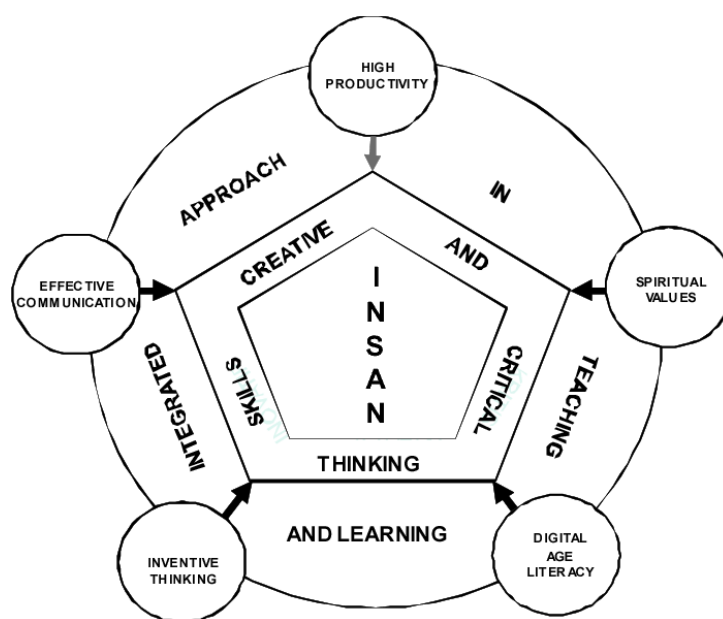 HIGH
PRODUCTIVITY
APPROACH
IN
CREATIVE
AND
INSAN
EFFECTIVE
COMMUNICATION
SPIRITUAL
VALUES
INTEGRATED
SKILLS
CRITICAL
TEACHING
THINKING
AND LEARNING
INVENTIVE
THINKING
DIGITAL
AGE
LITERACY